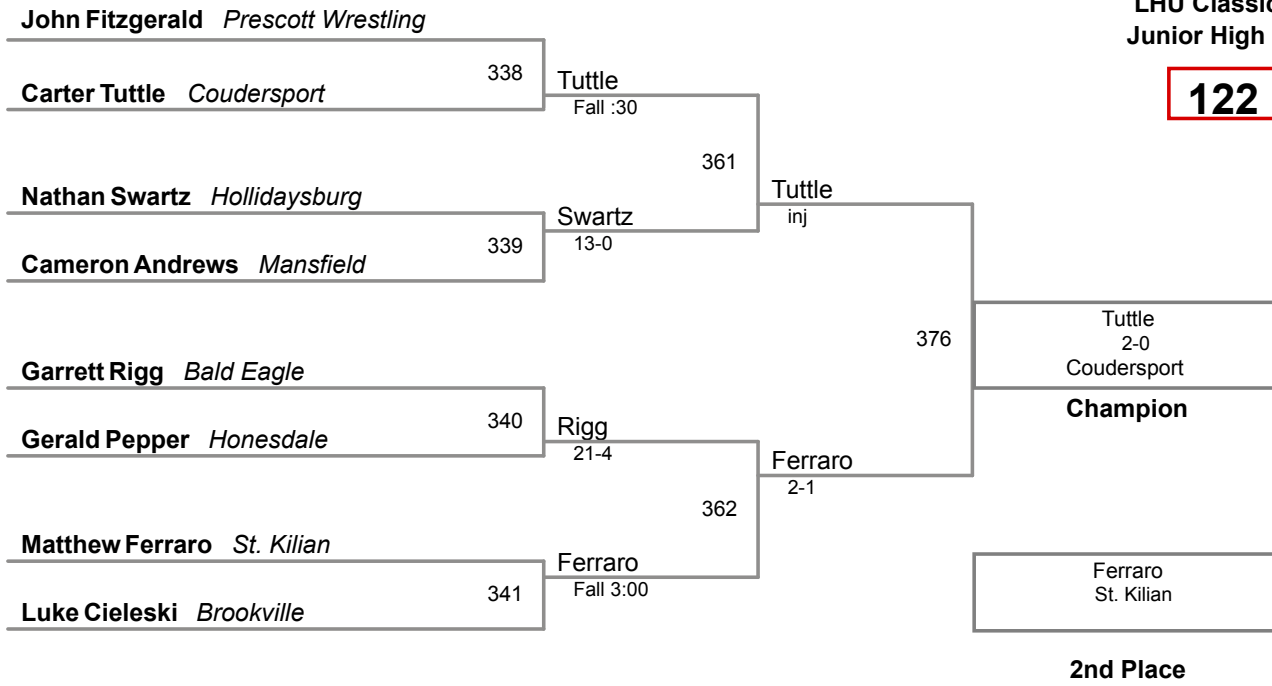 LHU Classic
Junior High
122
John Fitzgerald Prescott Wrestling
338
Carter Tuttle Coudersport
Tuttle
Fall :30
361
Nathan Swartz Hollidaysburg
339
Cameron Andrews Mansfield
Swartz
13-0
Tuttle
inj
376
Garrett Rigg Bald Eagle
340
Gerald Pepper Honesdale
Rigg
21-4
362
Ferraro
2-1
Matthew Ferraro St. Kilian
341
Luke Cieleski Brookville
Ferraro
Fall 3:00
Tuttle
2-0
Coudersport
Champion
Ferraro
St. Kilian
2nd Place